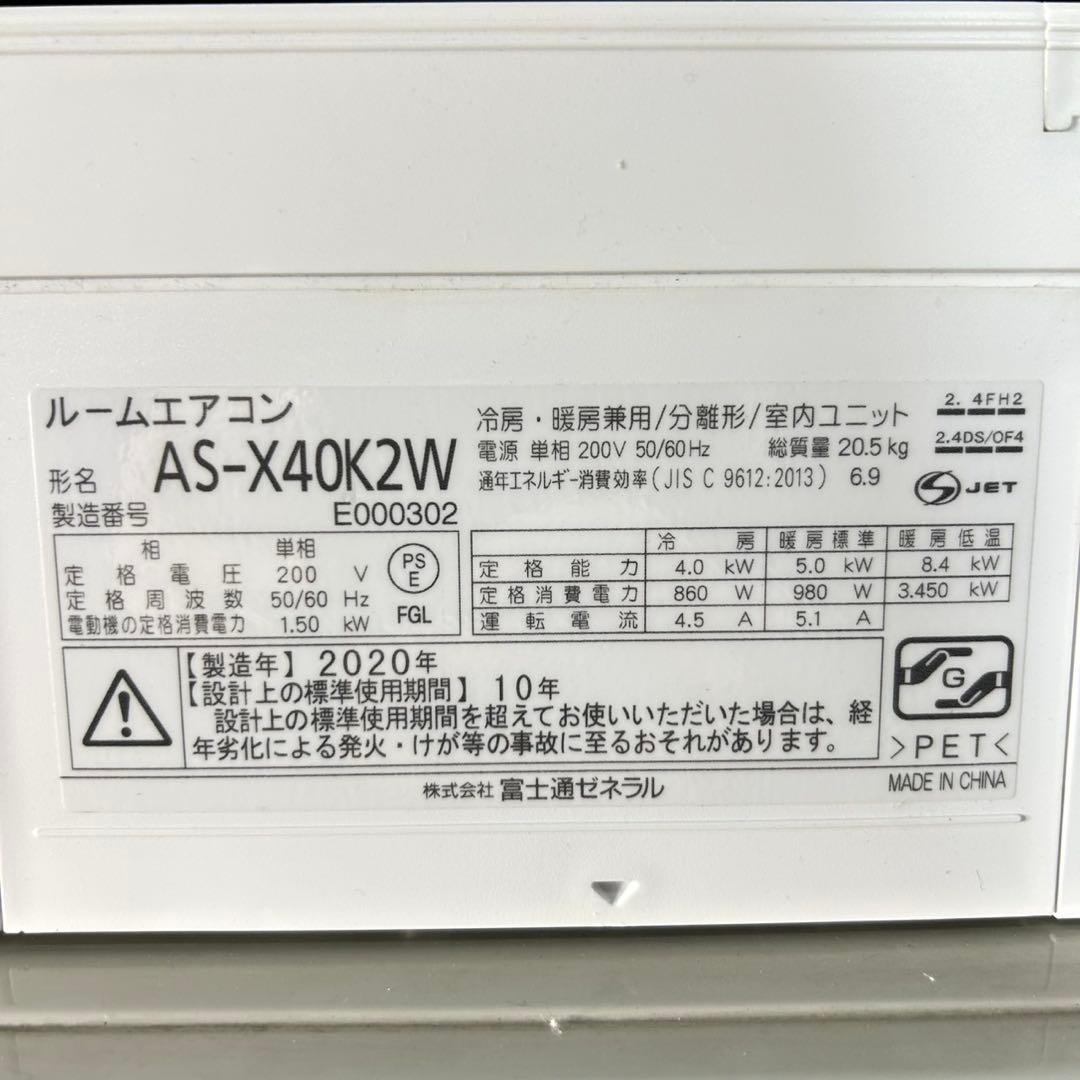 ルームエアコン
形名 AS-X40K2W
製造番号 E000302
冷房・暖房兼用/分離形/室内ユニット
電源 単相 200V 50/60Hz 総質量 20.5kg
通年エネルギー消費効率(JIS C 9612:2013) 6.9
2. 4FH2
2.4DS/OF4
JET
相 単相
定格電圧 200 V
定格周波数 50/60 Hz
電動機の定格消費電力 1.50 kW
PS
E
FGL
冷房 暖房標準 暖房低温
定格能力 4.0 kW 5.0 kW 8.4 kW
定格消費電力 860 W 980 W 3.450 kW
運転電流 4.5 A 5.1 A
【製造年】2020年
【設計上の標準使用期間】10年
設計上の標準使用期間を超えてお使いいただいた場合は、経
年劣化による発火・けが等の事故に至るおそれがあります。
G
>PET<
株式会社 富士通ゼネラル
MADE IN CHINA